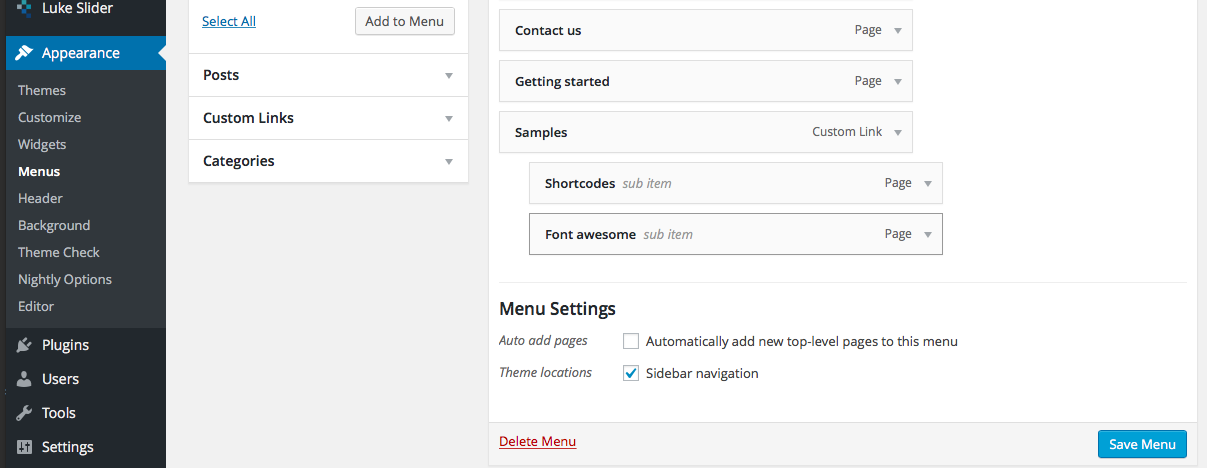 Luke Slider
Appearance
Themes
Customize
Widgets
Menus
Header
Background
Theme Check
Nightly Options
Editor
Plugins
Users
Tools
Settings
Select All
Add to Menu
Posts
Custom Links
Categories
Contact us Page
Getting started Page
Samples Custom Link
Shortcodes sub item Page
Font awesome sub item Page
Menu Settings
Auto add pages Automatically add new top-level pages to this menu
Theme locations Sidebar navigation
Delete Menu Save Menu